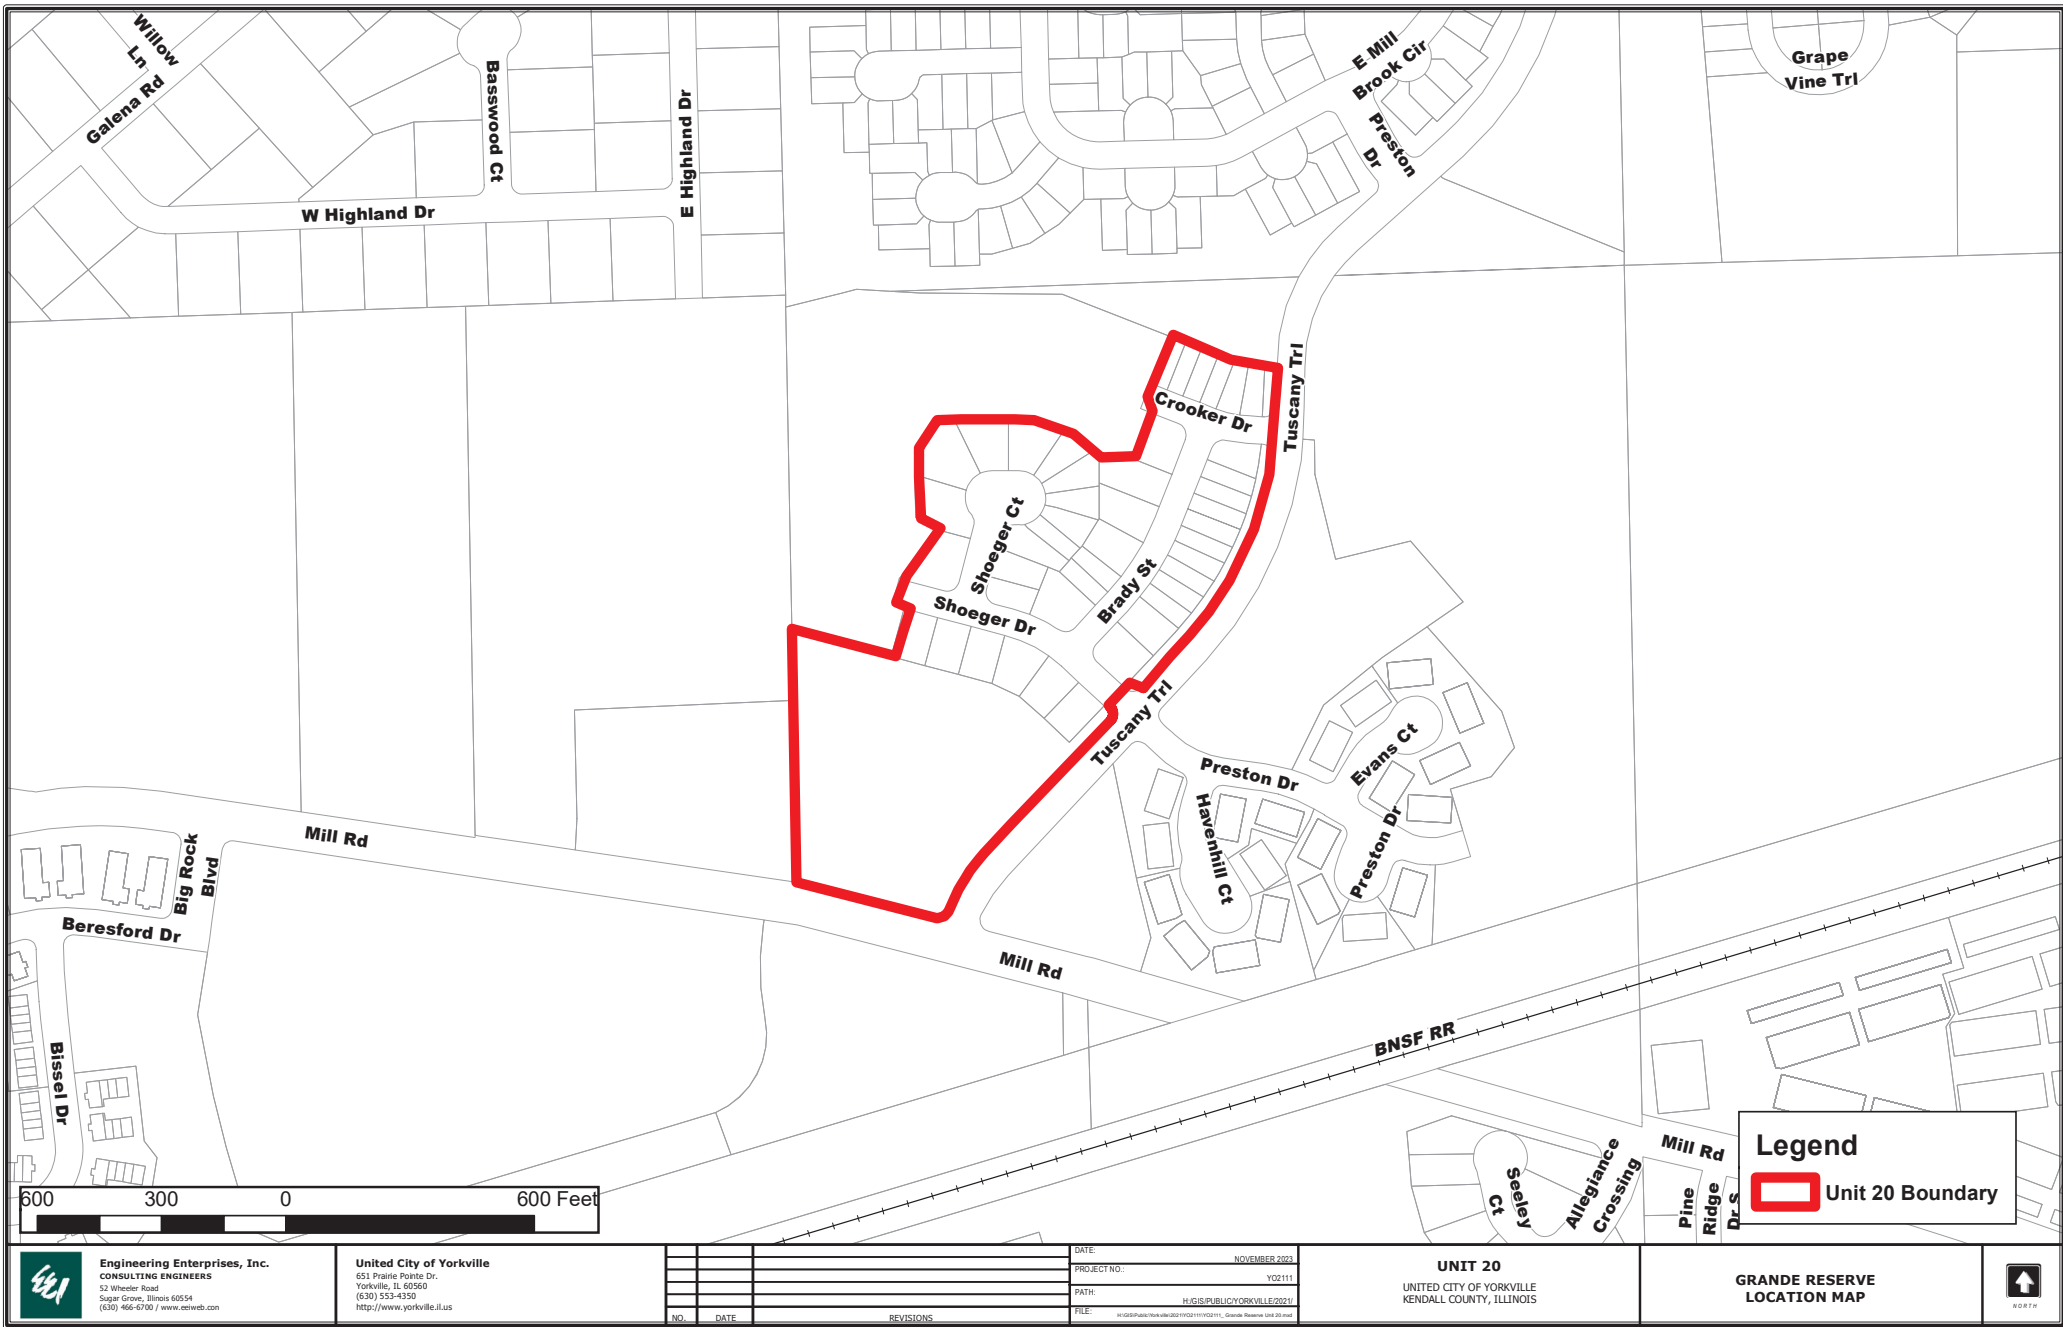 Willow
Ln
Galena Rd
Basswood Ct
E Highland Dr
W Highland Dr
E Mill
Brook Cir
Preston
Dr
Grape
Vine Trl
Tuscany Trl
Crooker Dr
Shoeger Ct
Brady St
Shoeger Dr
Tuscany Trl
Preston Dr
Evans Ct
Havenhill Ct
Preston Dr
Mill Rd
Big Rock
Blvd
Beresford Dr
Mill Rd
Bissel Dr
BNSF RR
Mill Rd
Seeley
Ct
Allegiance
Crossing
Pine
Ridge
Dr S
Legend
Unit 20 Boundary
600 300 0 600 Feet
Engineering Enterprises, Inc.
CONSULTING ENGINEERS
52 Wheeler Road
Sugar Grove, Illinois 60554
(630) 466-6700 / www.eeiweb.com
United City of Yorkville
651 Prairie Pointe Dr.
Yorkville, IL 60560
(630) 553-4350
http://www.yorkville.il.us
NO. DATE REVISIONS
DATE:
NOVEMBER 2023
PROJECT NO.:
YO2111
PATH:
H:/GIS/PUBLIC/YORKVILLE/2021/
FILE:
UNIT 20
UNITED CITY OF YORKVILLE
KENDALL COUNTY, ILLINOIS
GRANDE RESERVE
LOCATION MAP
NORTH